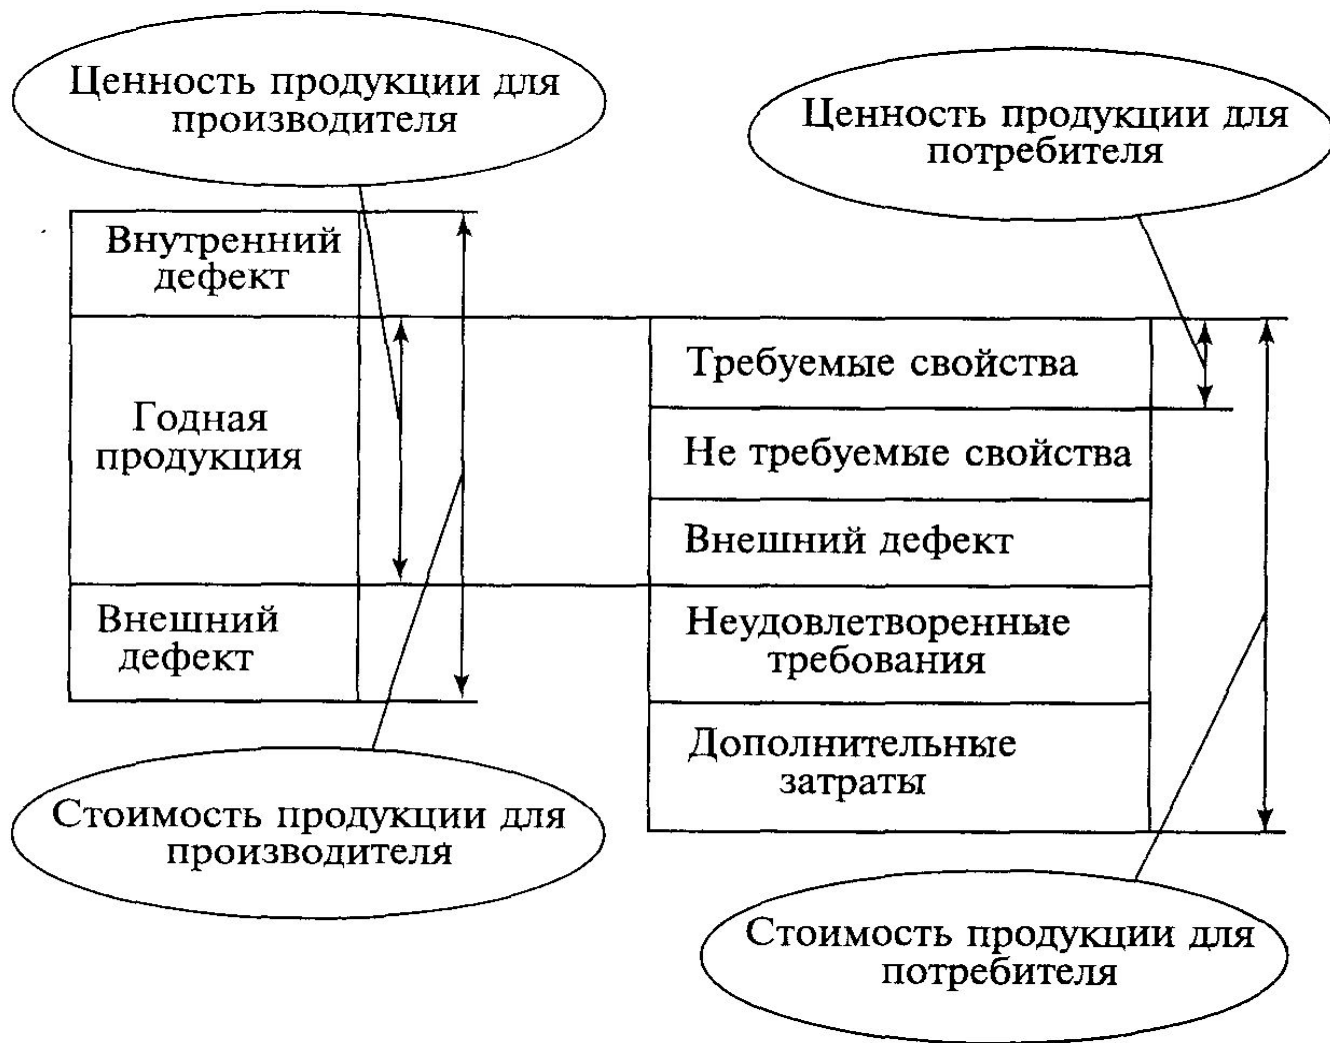 Ценность продукции для
производителя
Ценность продукции для
потребителя
Внутренний
дефект
Годная
продукция
Внешний
дефект
Требуемые свойства
Не требуемые свойства
Внешний дефект
Неудовлетворенные
требования
Дополнительные
затраты
Стоимость продукции для
производителя
Стоимость продукции для
потребителя